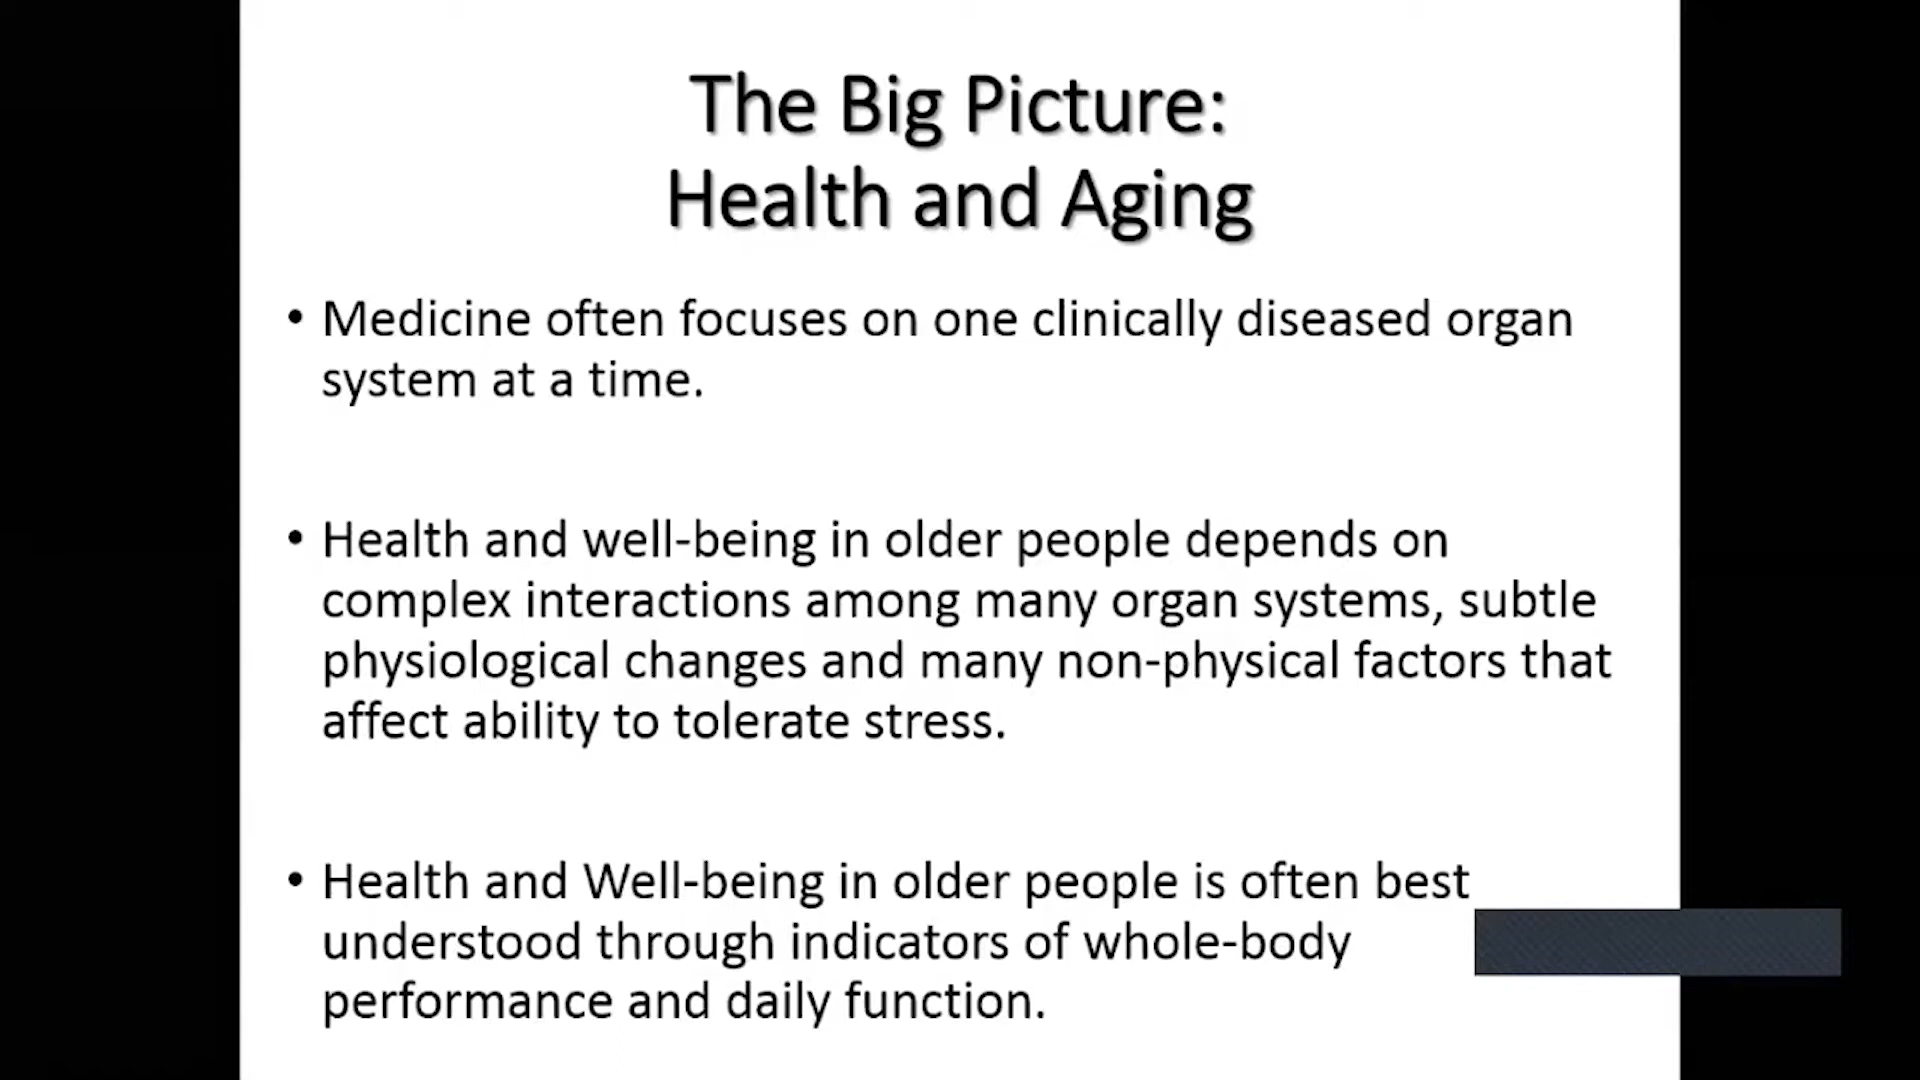 The Big Picture:
Health and Aging
• Medicine often focuses on one clinically diseased organ
system at a time.
• Health and well-being in older people depends on
complex interactions among many organ systems, subtle
physiological changes and many non-physical factors that
affect ability to tolerate stress.
• Health and Well-being in older people is often best
understood through indicators of whole-body
performance and daily function.